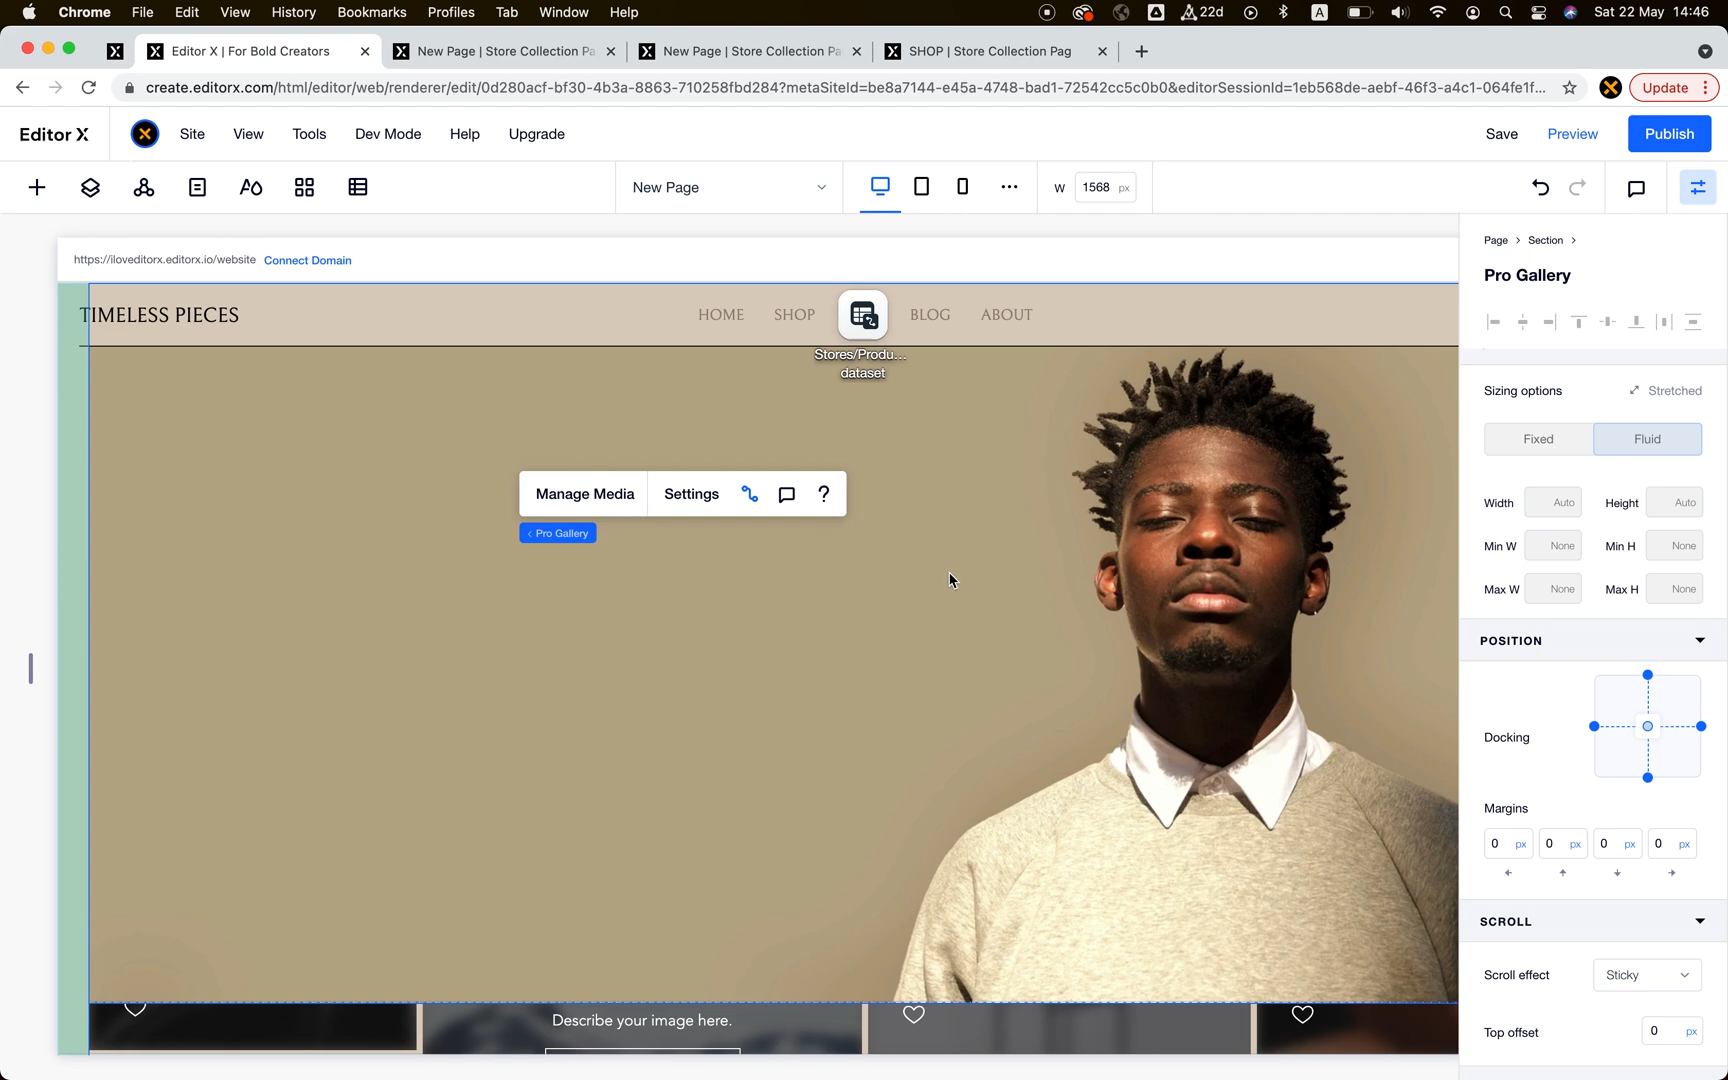 Chrome File Edit View History Bookmarks Profiles Tab Window Help A 22d A Sat 22 May 14:46
Editor X | For Bold Creators New Page | Store Collection Pa New Page | Store Collection Pa SHOP | Store Collection Pag
create.editorx.com/html/editor/web/renderer/edit/0d280acf-bf30-4b3a-8863-710258fbd284?metaSiteId=be8a7144-e45a-4748-bad1-72542cc5c0b0&editorSessionId=1eb568de-aebf-46f3-a4c1-064fe1f... Update
Editor X Site View Tools Dev Mode Help Upgrade Save Preview Publish
New Page W 1568 px
https://iloveditorx.editorx.io/website Connect Domain
TIMELESS PIECES HOME SHOP BLOG ABOUT
Stores/Produ...
dataset
Manage Media Settings ?
< Pro Gallery
Describe your image here.
Page > Section >
Pro Gallery
Sizing options Stretched
Fixed Fluid
Width Auto Height Auto
Min W None Min H None
Max W None Max H None
POSITION
Docking
Margins
0 px 0 px 0 px 0 px
SCROLL
Scroll effect Sticky
Top offset 0 px